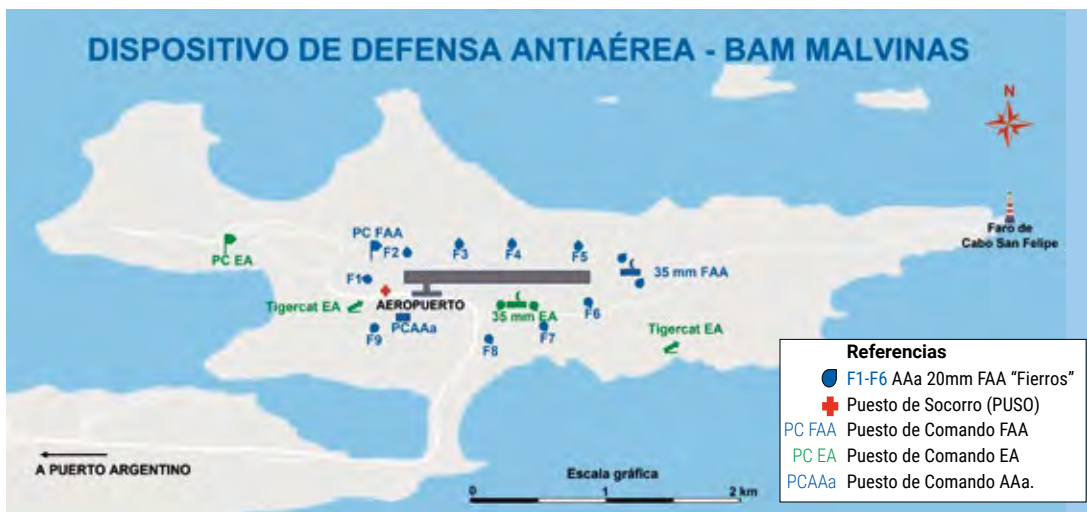 DISPOSITIVO DE DEFENSA ANTIAÉREA - BAM MALVINAS
N
Faro de
Cabo San Felipe
PC EA
PC FAA
F2
F3
F4
F5
35 mm FAA
F1
AEROPUERTO
Tigercat EA
35 mm EA
F6
PCAAa
F9
F8
F7
Tigercat EA
A PUERTO ARGENTINO
Escala gráfica
0 1 2 km
Referencias
F1-F6 AAa 20mm FAA “Fierros”
Puesto de Socorro (PUSO)
PC FAA Puesto de Comando FAA
PC EA Puesto de Comando EA
PCAAa Puesto de Comando AAa.